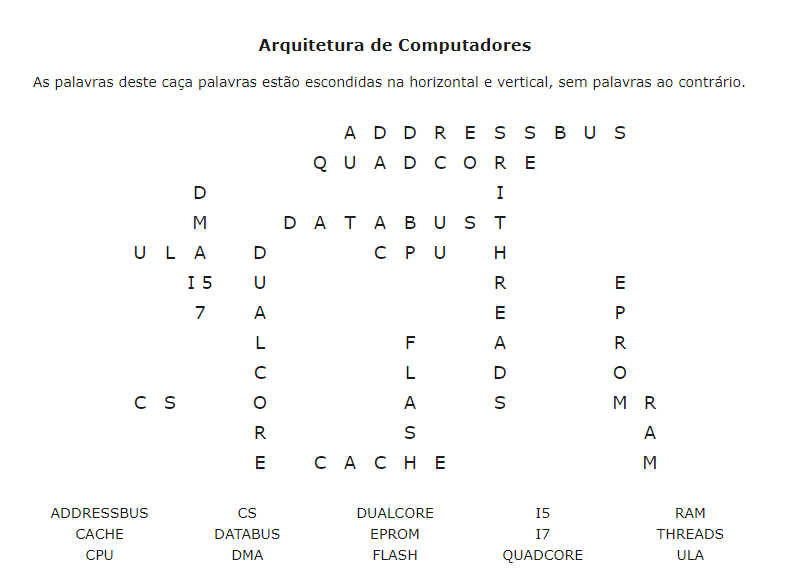 Arquitetura de Computadores
As palavras deste caça palavras estão escondidas na horizontal e vertical, sem palavras ao contrário.
A D D R E S S B U S
Q U A D C O R E
D I
M D A T A B U S T
U L A D C P U H
I 5 U R E
7 A E P
L F A R
C L D O
C S O A S M R
R S A
E C A C H E M
ADDRESSBUS CS DUALCORE I5 RAM
CACHE DATABUS EPROM I7 THREADS
CPU DMA FLASH QUADCORE ULA